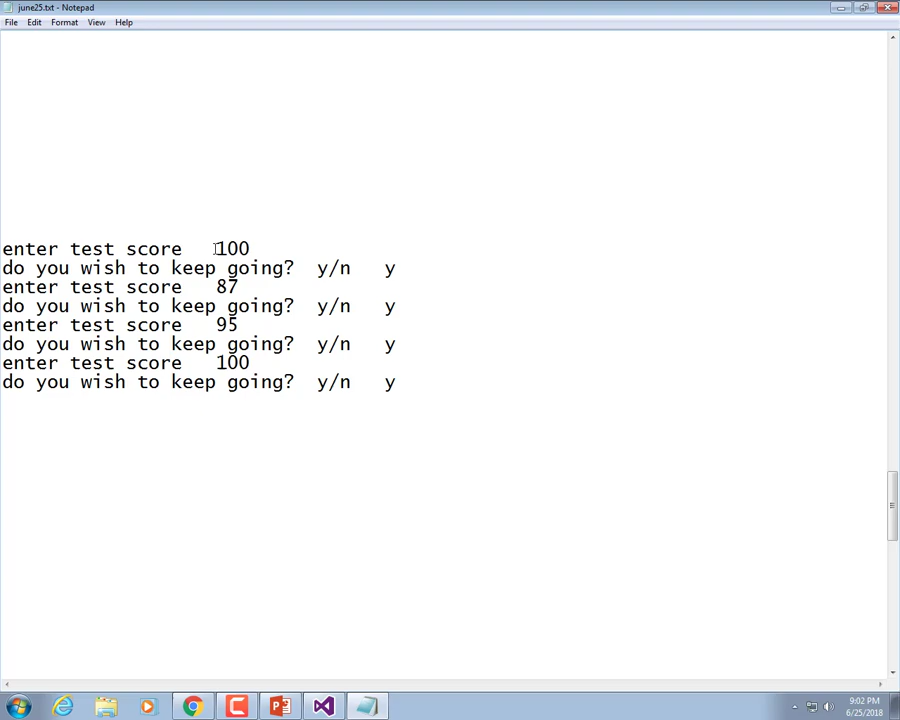 june25.txt - Notepad
File Edit Format View Help
enter test score 100
do you wish to keep going? y/n y
enter test score 87
do you wish to keep going? y/n y
enter test score 95
do you wish to keep going? y/n y
enter test score 100
do you wish to keep going? y/n y
9:02 PM
6/25/2018